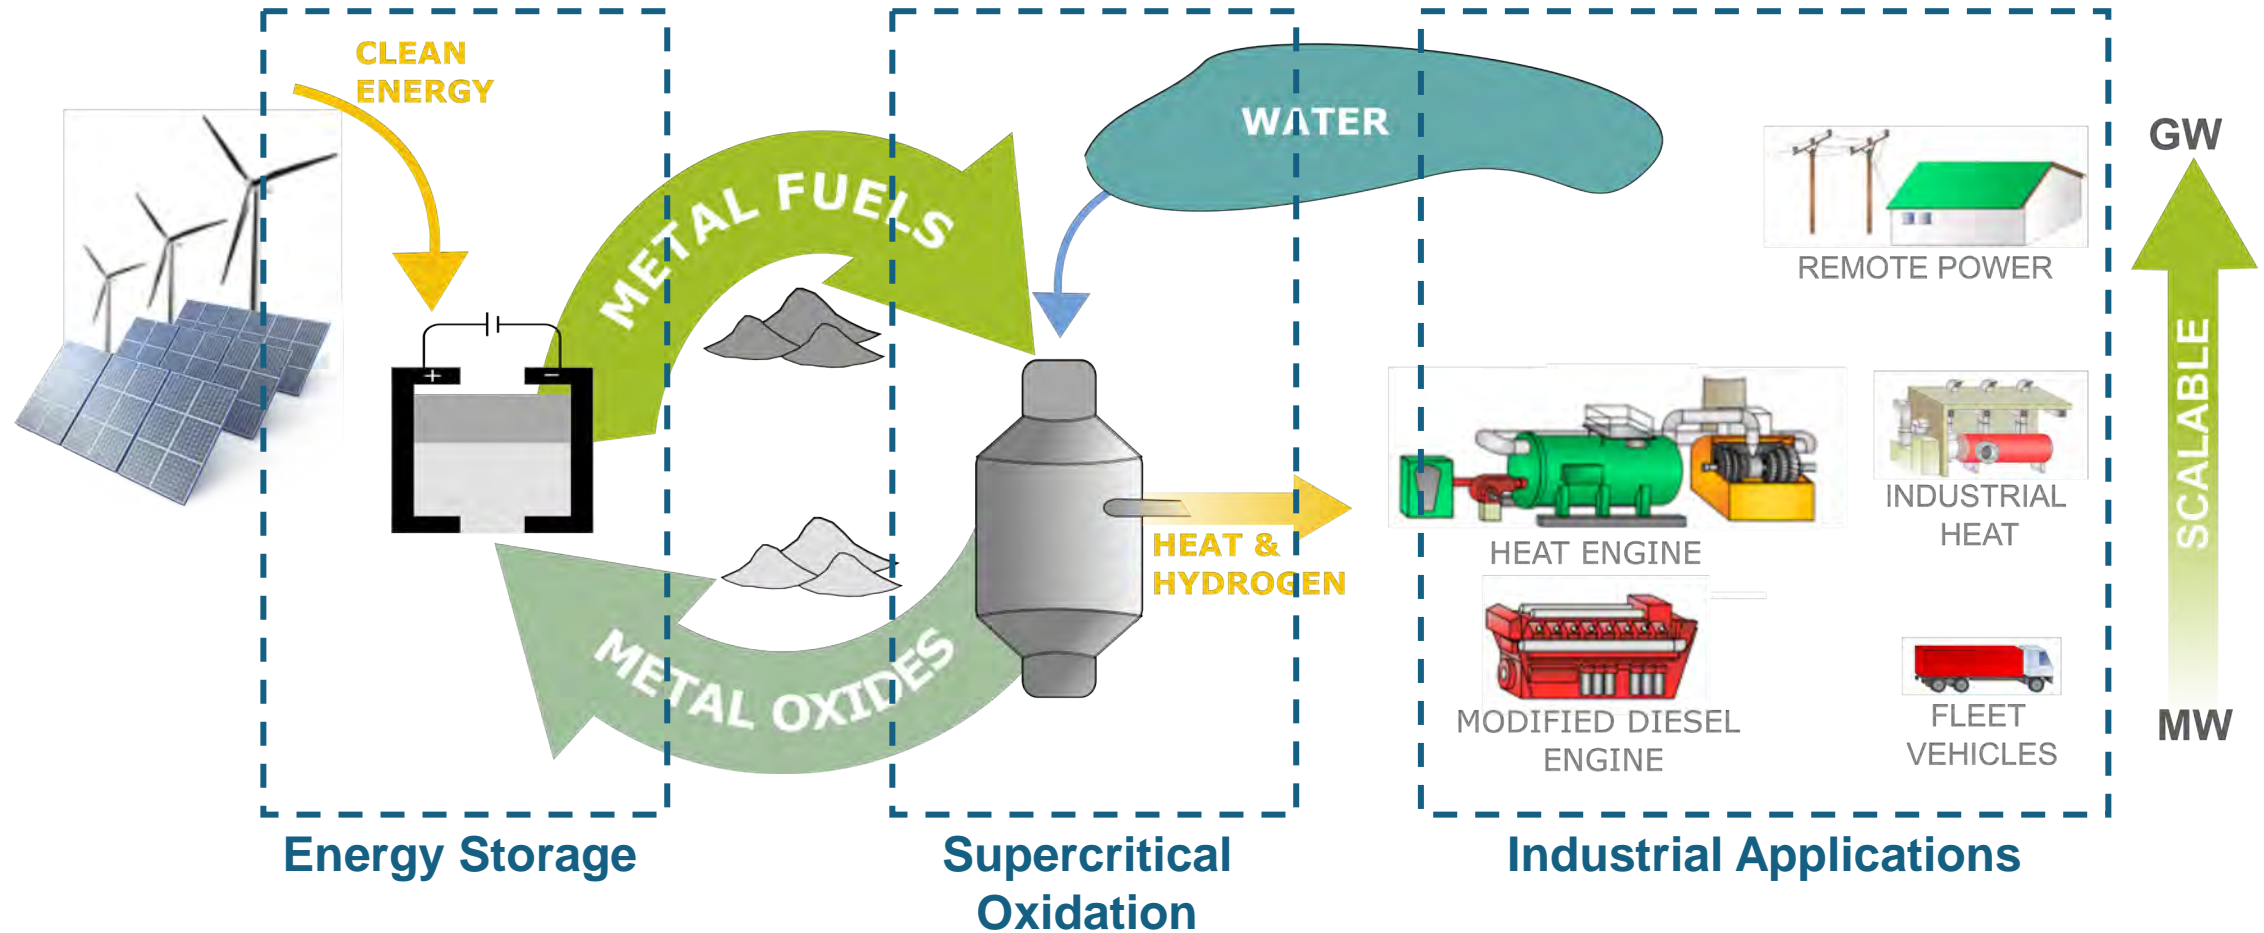 CLEAN
ENERGY
METAL FUELS
WATER
HEAT &
HYDROGEN
METAL OXIDES
+
−
REMOTE POWER
HEAT ENGINE
INDUSTRIAL
HEAT
MODIFIED DIESEL
ENGINE
FLEET
VEHICLES
GW
SCALABLE
MW
Energy Storage
Supercritical
Oxidation
Industrial Applications